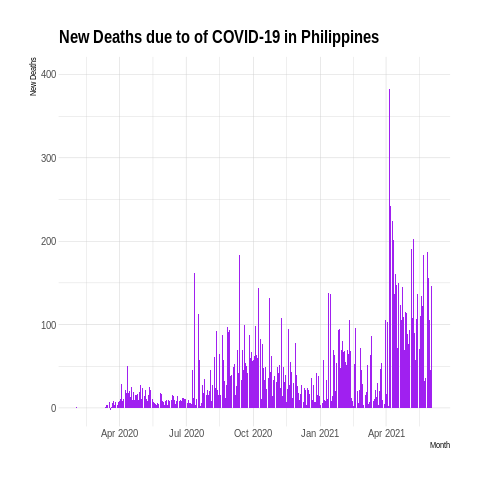 New Deaths due to of COVID-19 in Philippines
New Deaths
400
300
200
100
0
Apr 2020 Jul 2020 Oct 2020 Jan 2021 Apr 2021
Month